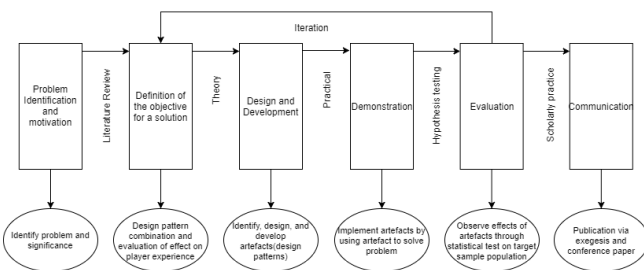 Iteration
Problem
Identification
and
motivation
Literature Review
Definition of
the objective
for a solution
Theory
Design and
Development
Practical
Demonstration
Hypothesis testing
Evaluation
Scholarly practice
Communication
Identify problem and
significance
Design pattern
combination and
evaluation of effect on
player experience
Identify, design, and
develop
artefacts(design
patterns)
Implement artefacts by
using artefact to solve
problem
Observe effects of
artefacts through
statistical test on target
sample population
Publication via
exegesis and
conference paper